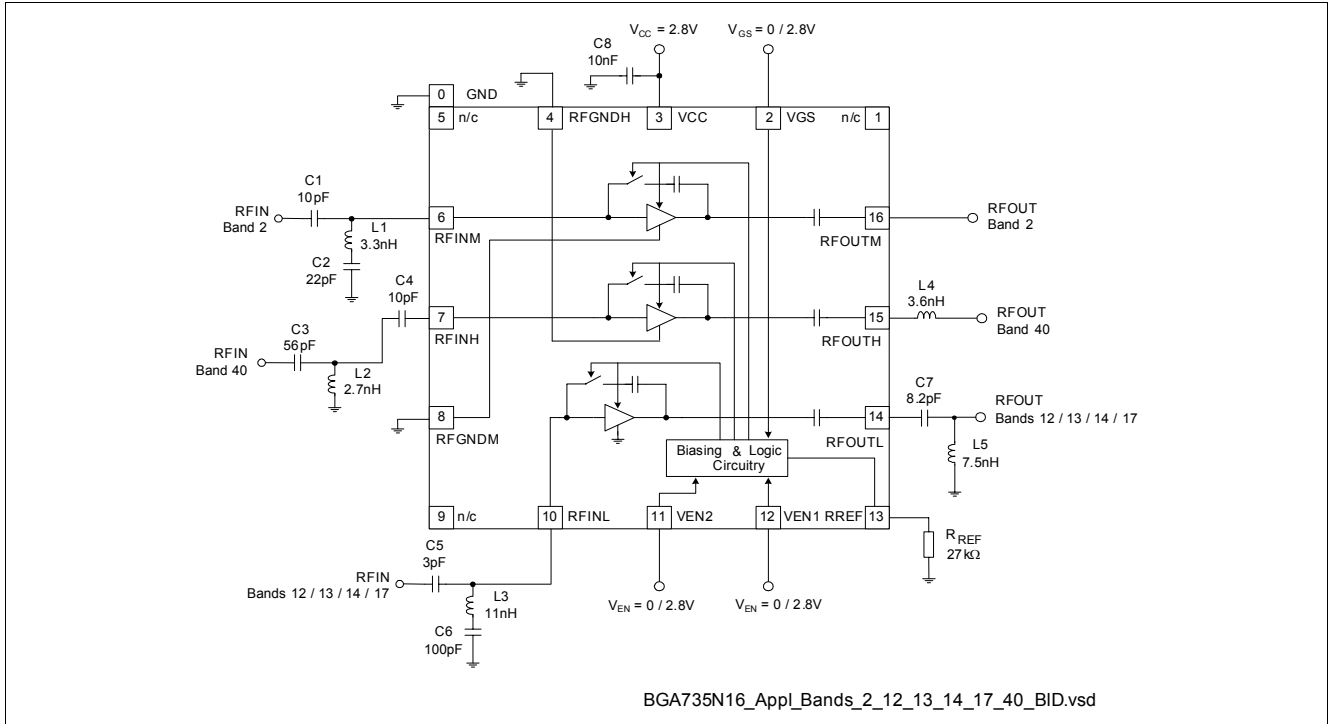 VCC = 2.8V
VGS = 0 / 2.8V
C8
10nF
0
GND
5
n/c
4
RFGNDH
3
VCC
2
VGS
n/c
1
C1
10pF
RFIN
Band 2
L1
3.3nH
C2
22pF
6
RFINM
16
RFOUTM
RFOUT
Band 2
C4
10pF
7
RFINH
15
RFOUTH
L4
3.6nH
RFOUT
Band 40
C3
56pF
RFIN
Band 40
L2
2.7nH
8
RFGNDM
14
RFOUTL
C7
8.2pF
RFOUT
Bands 12 / 13 / 14 / 17
L5
7.5nH
Biasing & Logic
Circuitry
9
n/c
10
RFINL
11
VEN2
12
VEN1
RREF
13
RREF
27kΩ
C5
3pF
RFIN
Bands 12 / 13 / 14 / 17
L3
11nH
C6
100pF
VEN = 0 / 2.8V
VEN = 0 / 2.8V
BGA735N16_Appl_Bands_2_12_13_14_17_40_BID.vsd